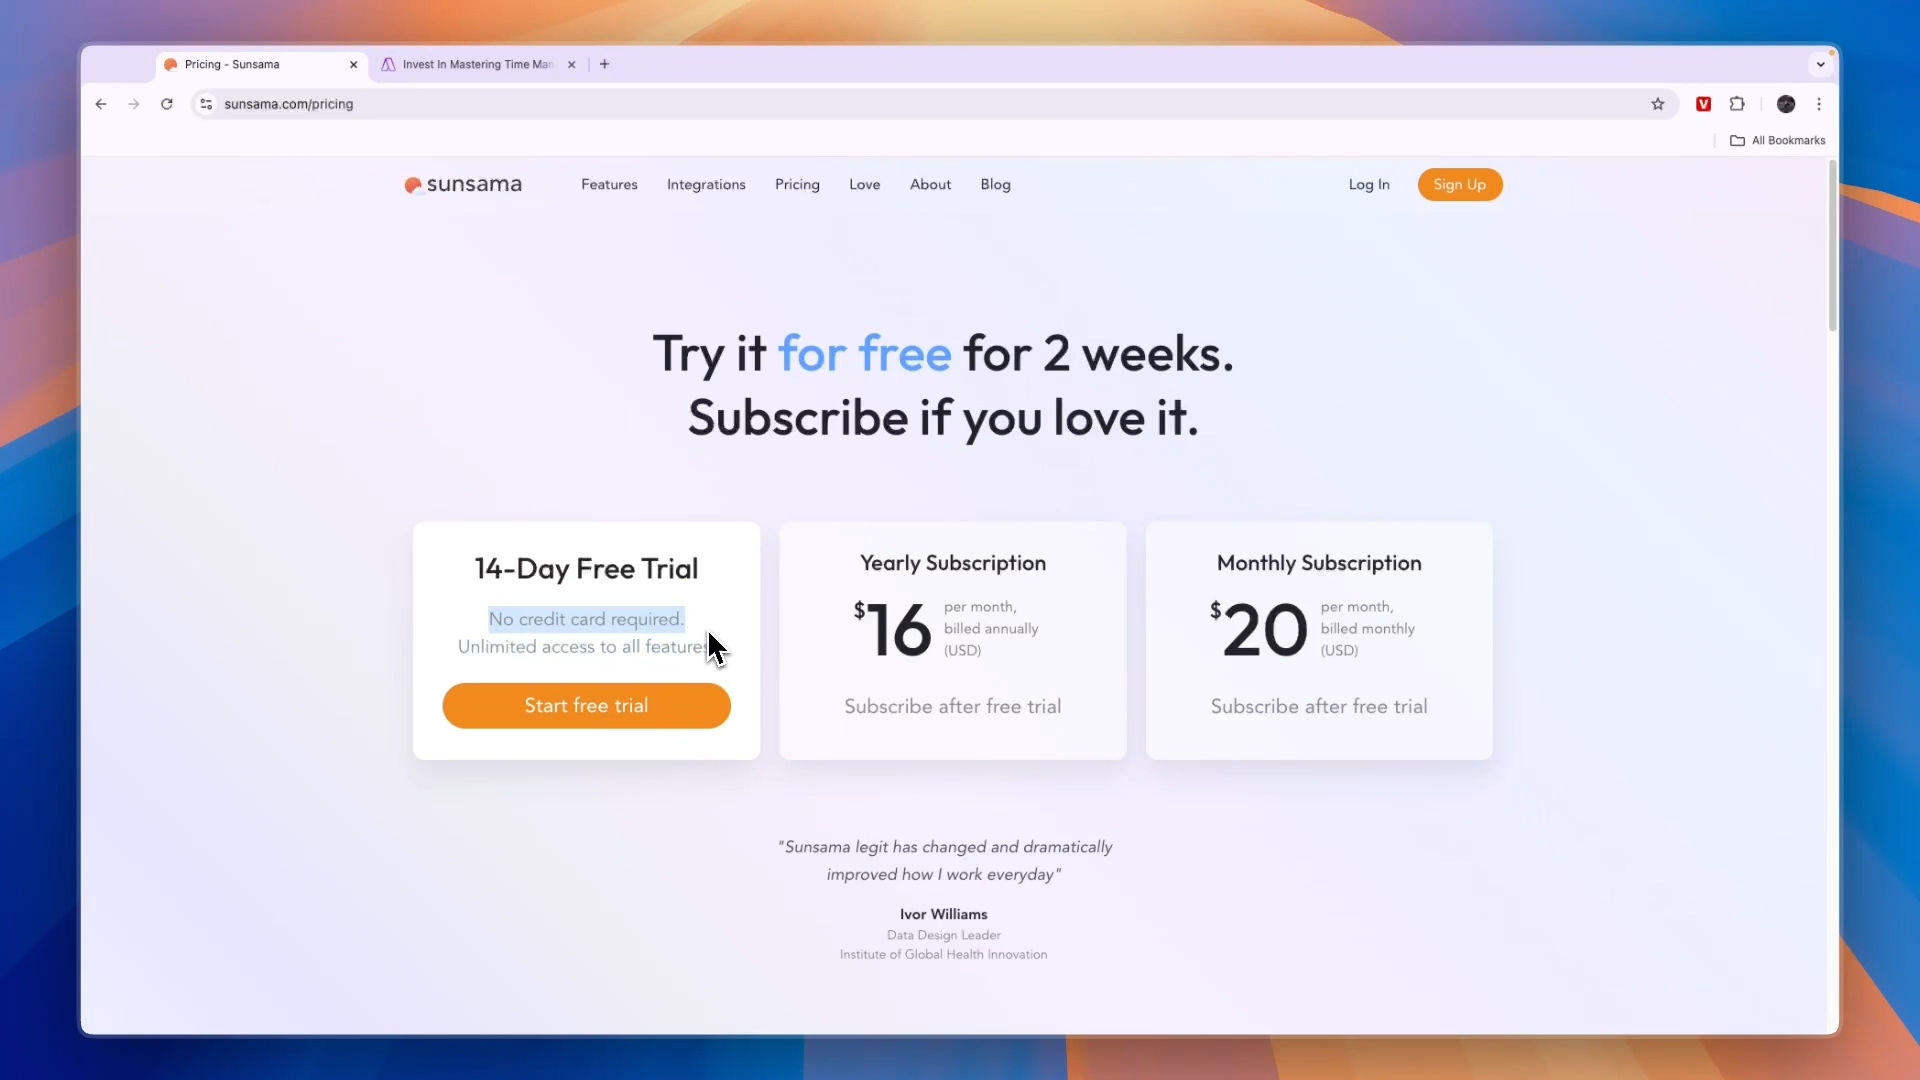 Pricing - Sunsama
Invest In Mastering Time Man
sunsama.com/pricing
V
All Bookmarks
sunsama
Features
Integrations
Pricing
Love
About
Blog
Log In
Sign Up
Try it for free for 2 weeks.
Subscribe if you love it.
14-Day Free Trial
No credit card required.
Unlimited access to all features
Start free trial
Yearly Subscription
$16
per month,
billed annually
(USD)
Subscribe after free trial
Monthly Subscription
$20
per month,
billed monthly
(USD)
Subscribe after free trial
"Sunsama legit has changed and dramatically
improved how I work everyday"
Ivor Williams
Data Design Leader
Institute of Global Health Innovation